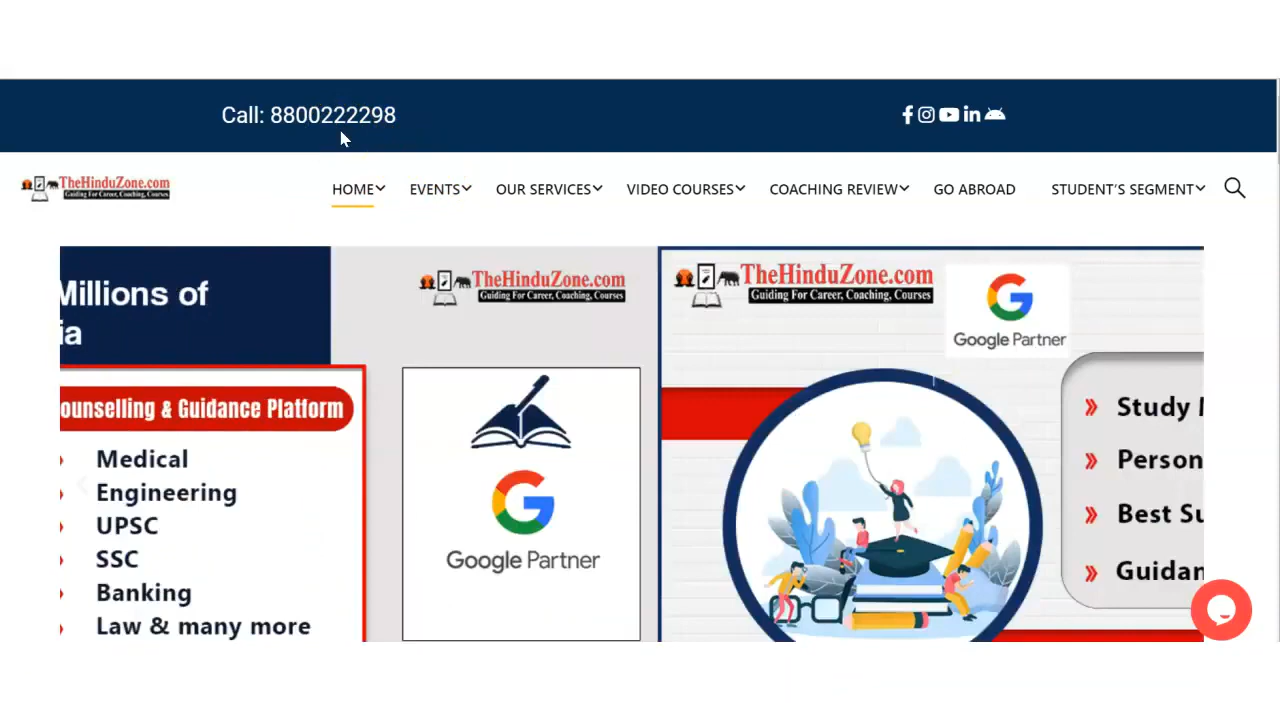 Call: 8800222298
TheHinduZone.com
Guiding For Career, Coaching, Courses
HOME EVENTS OUR SERVICES VIDEO COURSES COACHING REVIEW GO ABROAD STUDENT'S SEGMENT
Millions of
ia
ounselling & Guidance Platform
Medical
Engineering
UPSC
SSC
Banking
Law & many more
TheHinduZone.com
Guiding For Career, Coaching, Courses
Google Partner
TheHinduZone.com
Guiding For Career, Coaching, Courses
Google Partner
Study
Person
Best Su
Guidan